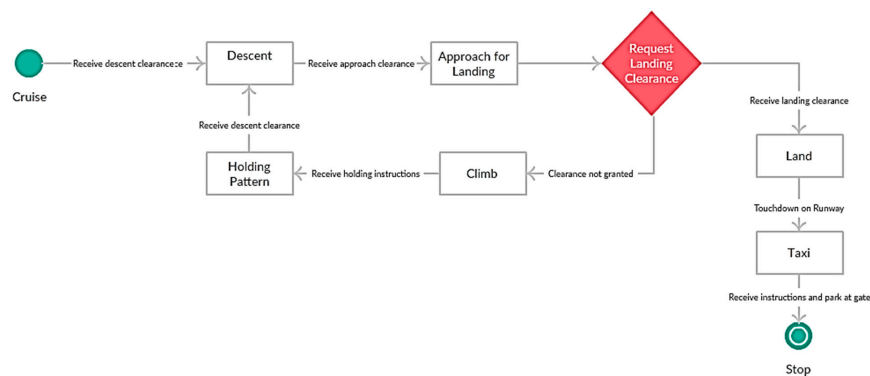 Cruise
Receive descent clearance:
Descent
Receive approach clearance
Approach for
Landing
Request
Landing
Clearance
Receive landing clearance
Land
Touchdown on Runway
Taxi
Receive instructions and park at gate
Stop
Clearance not granted
Climb
Receive holding instructions
Holding
Pattern
Receive descent clearance